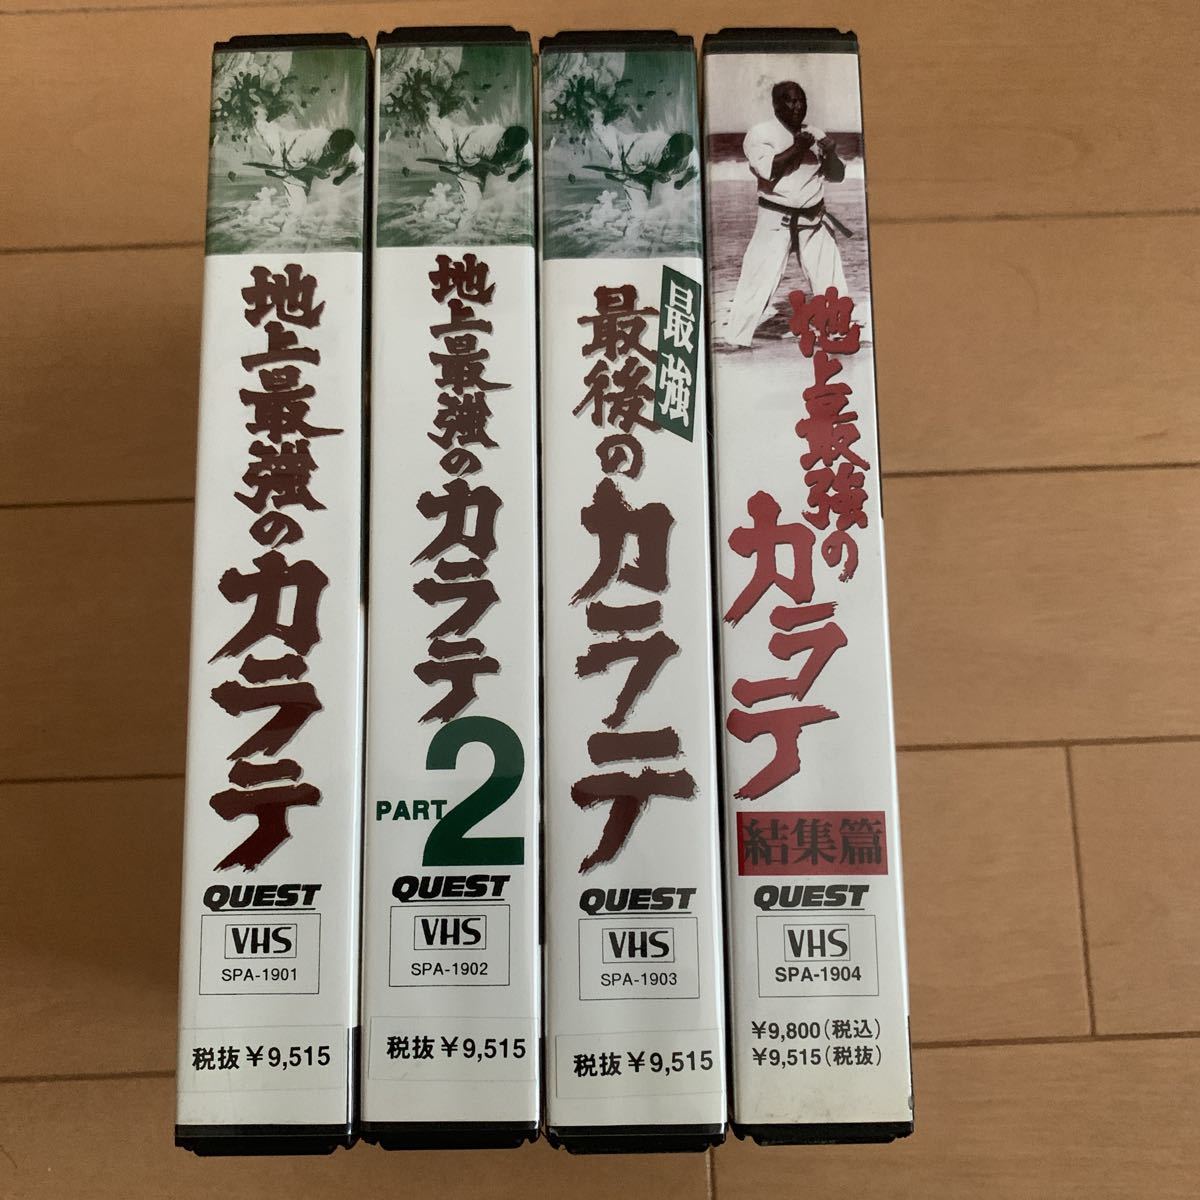 地上最強のカラテ
QUEST
VHS
SPA-1901
税抜￥9,515
地上最強のカラテ
PART 2
QUEST
VHS
SPA-1902
税抜￥9,515
最強
最後のカラテ
QUEST
VHS
SPA-1903
税抜￥9,515
地上最強の
カラテ
結集篇
QUEST
VHS
SPA-1904
￥9,800(税込)
￥9,515(税抜)